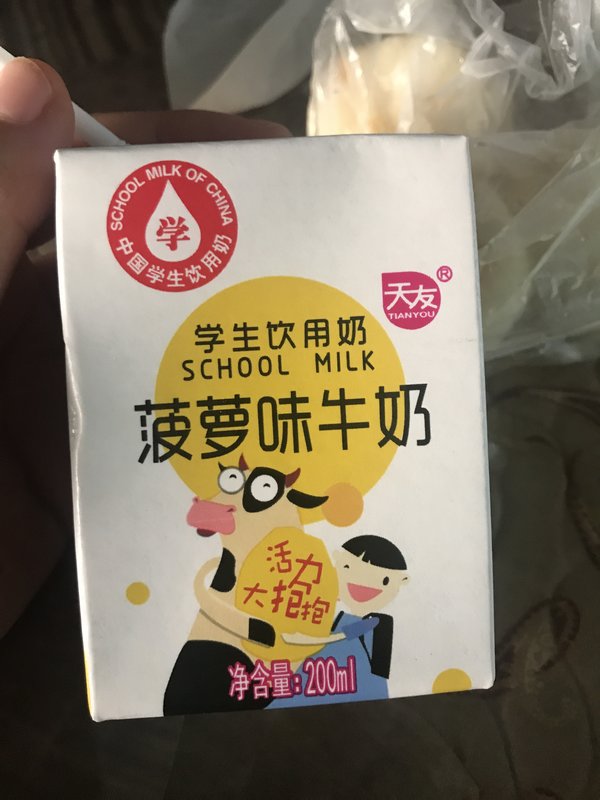 SCHOOL MILK OF CHINA
学
中国学生饮用奶
天友®
TIANYOU
学生饮用奶
SCHOOL MILK
菠萝味牛奶
活力
大抱抱
净含量:200ml